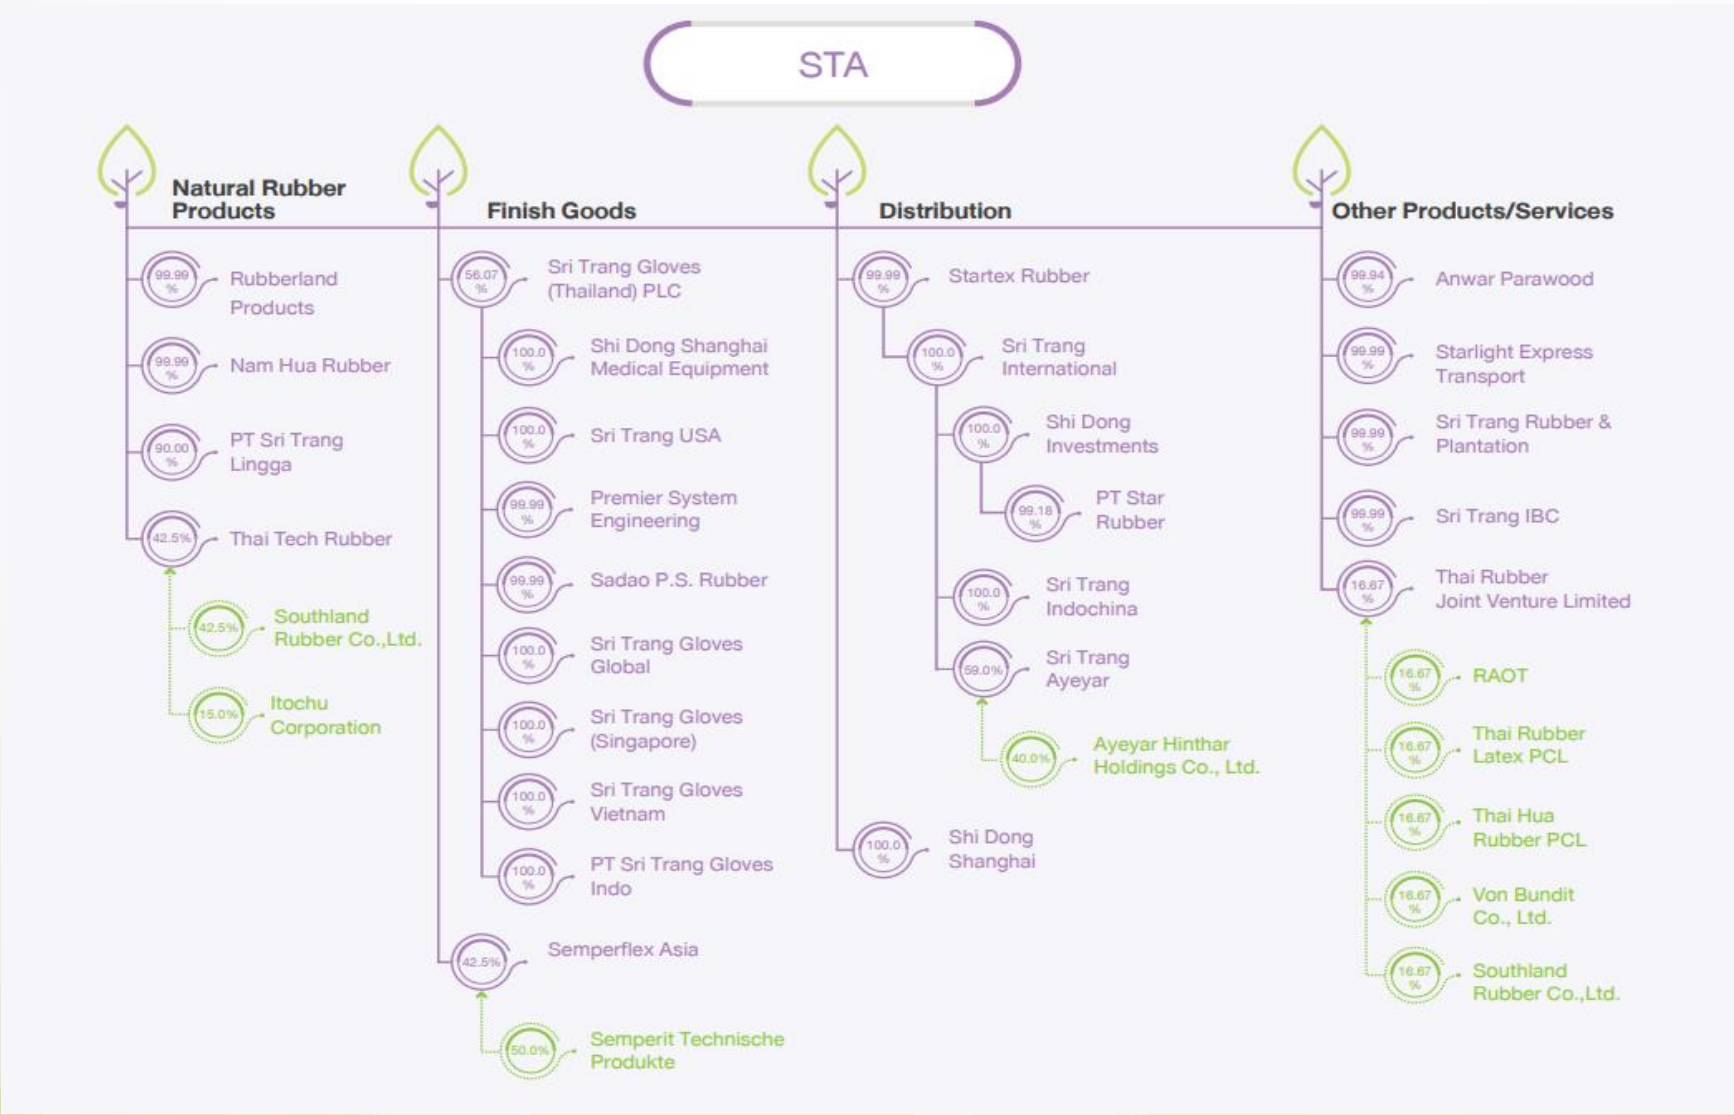 STA
Natural Rubber
Products
99.99
%
Rubberland
Products
99.99
%
Nam Hua Rubber
90.00
%
PT Sri Trang
Lingga
42.5%
Thai Tech Rubber
42.5%
Southland
Rubber Co.,Ltd.
15.0%
Itochu
Corporation
Finish Goods
56.07
%
Sri Trang Gloves
(Thailand) PLC
100.0
%
Shi Dong Shanghai
Medical Equipment
100.0
%
Sri Trang USA
99.99
%
Premier System
Engineering
99.99
%
Sadao P.S. Rubber
100.0
%
Sri Trang Gloves
Global
100.0
%
Sri Trang Gloves
(Singapore)
100.0
%
Sri Trang Gloves
Vietnam
100.0
%
PT Sri Trang Gloves
Indo
42.5%
Semperflex Asia
50.0%
Semperit Technische
Produkte
Distribution
99.99
%
Startex Rubber
100.0
%
Sri Trang
International
100.0
%
Shi Dong
Investments
99.18
%
PT Star
Rubber
100.0
%
Sri Trang
Indochina
59.0%
Sri Trang
Ayeyar
40.0%
Ayeyar Hinthar
Holdings Co., Ltd.
100.0
%
Shi Dong
Shanghai
Other Products/Services
99.94
%
Anwar Parawood
99.99
%
Starlight Express
Transport
99.99
%
Sri Trang Rubber &
Plantation
99.99
%
Sri Trang IBC
16.67
%
Thai Rubber
Joint Venture Limited
16.67
%
RAOT
16.67
%
Thai Rubber
Latex PCL
16.67
%
Thai Hua
Rubber PCL
16.67
%
Von Bundit
Co., Ltd.
16.67
%
Southland
Rubber Co.,Ltd.